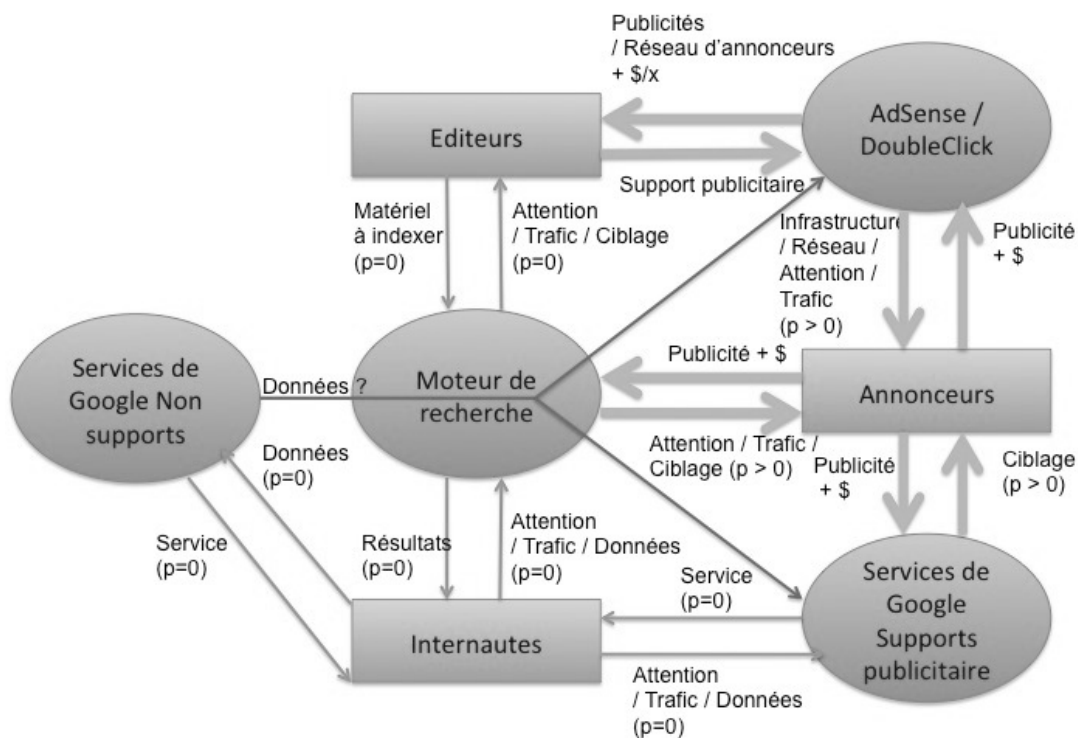 Publicités
/ Réseau d'annonceurs
+ $/x
Editeurs
AdSense /
DoubleClick
Support publicitaire
Matériel
à indexer
(p=0)
Attention
/ Trafic / Ciblage
(p=0)
Infrastructure
/ Réseau /
Attention /
Trafic
(p > 0)
Publicité
+ $
Services de
Google Non
supports
Données ?
Moteur de
recherche
Publicité + $
Annonceurs
Attention / Trafic /
Ciblage (p > 0)
Données
(p=0)
Publicité
+ $
Ciblage
(p > 0)
Service
(p=0)
Résultats
(p=0)
Attention
/ Trafic / Données
(p=0)
Service
(p=0)
Services de
Google
Supports
publicitaire
Internautes
Attention
/ Trafic / Données
(p=0)